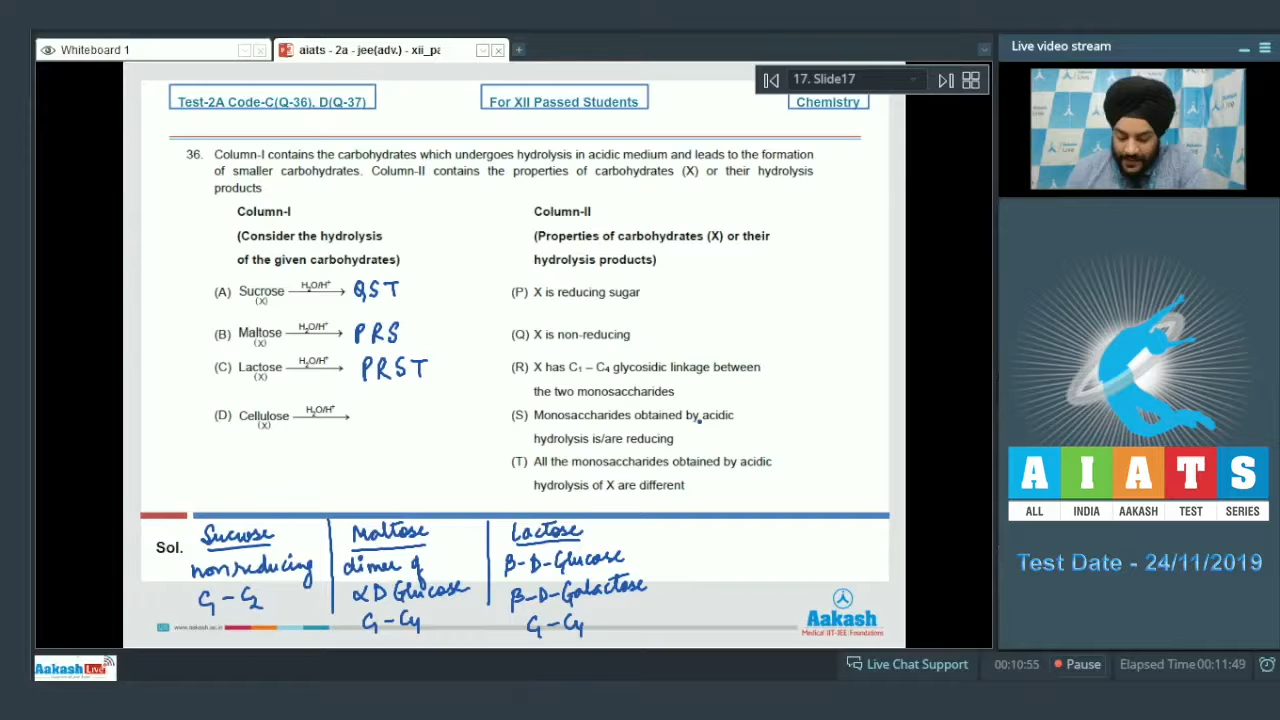 Whiteboard 1
aiats - 2a - jee(adv.) - xii_pa
Live video stream
17. Slide17
Test-2A Code-C(Q-36), D(Q-37)
For XII Passed Students
Chemistry
36. Column-I contains the carbohydrates which undergoes hydrolysis in acidic medium and leads to the formation
of smaller carbohydrates. Column-II contains the properties of carbohydrates (X) or their hydrolysis
products
Column-I
Column-II
(Consider the hydrolysis
(Properties of carbohydrates (X) or their
of the given carbohydrates)
hydrolysis products)
(A) Sucrose (X) H₂O/H⁺ → QST
(P) X is reducing sugar
(B) Maltose (X) H₂O/H⁺ → PRS
(Q) X is non-reducing
(C) Lactose (X) H₂O/H⁺ → PRST
(R) X has C₁ – C₄ glycosidic linkage between
the two monosaccharides
(D) Cellulose (X) H₂O/H⁺ →
(S) Monosaccharides obtained by acidic
hydrolysis is/are reducing
(T) All the monosaccharides obtained by acidic
hydrolysis of X are different
Sol.
Sucrose
nonreducing
C₁ – C₂
Maltose
dimer of
α D Glucose
C₁ – C₄
Lactose
β-D-Glucose
β-D-Galactose
C₁ – C₄
www.aakash.ac.in
Aakash
Medical|IIT-JEE|Foundations
AIATS
ALL INDIA AAKASH TEST SERIES
Test Date - 24/11/2019
Aakash Live
Live Chat Support
00:10:55
Pause
Elapsed Time 00:11:49